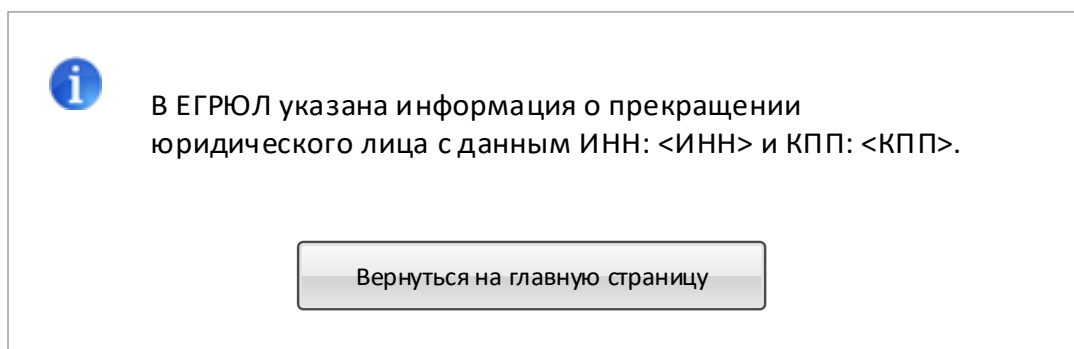 В ЕГРЮЛ указана информация о прекращении
юридического лица с данным ИНН: <ИНН> и КПП: <КПП>.
Вернуться на главную страницу